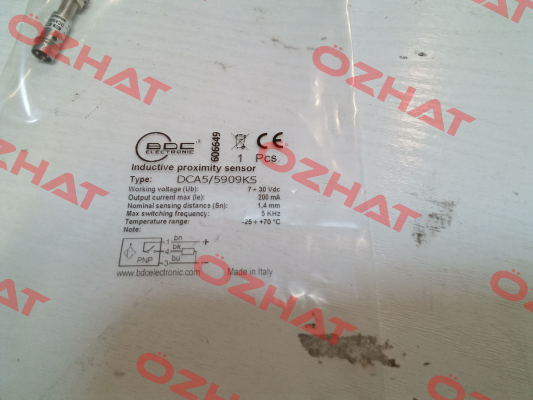 BDC
ELECTRONIC
606649
CE
1 Pcs.
Inductive proximity sensor
Type: DCA5/5909KS
Working voltage (Ub): 7 ÷ 30 Vdc
Output current max (Ie): 200 mA
Nominal sensing distance (Sn): 1,4 mm
Max switching frequency: 5 KHz
Temperature range: -25 ÷ +70 °C
Note:
1 bn +
PNP 4 bk
3 bu -
www.bdcelectronic.com Made in Italy
ÖZHAT
ÖZHAT
ÖZHAT
ÖZHAT
ÖZHAT
ÖZHAT
ÖZHAT